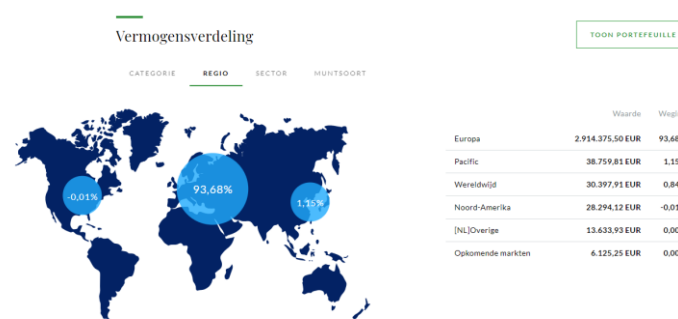 Vermogensverdeling
TOON PORTEFEUILLE
CATEGORIE REGIO SECTOR MUNTSOORT
Waarde
Europa 2.914.375,50 EUR
Pacific 38.759,81 EUR
Wereldwijd 30.397,91 EUR
Noord-Amerika 28.294,12 EUR
[NL]Overige 13.633,93 EUR
Opkomende markten 6.125,25 EUR
-0,01%
93,68%
1,15%